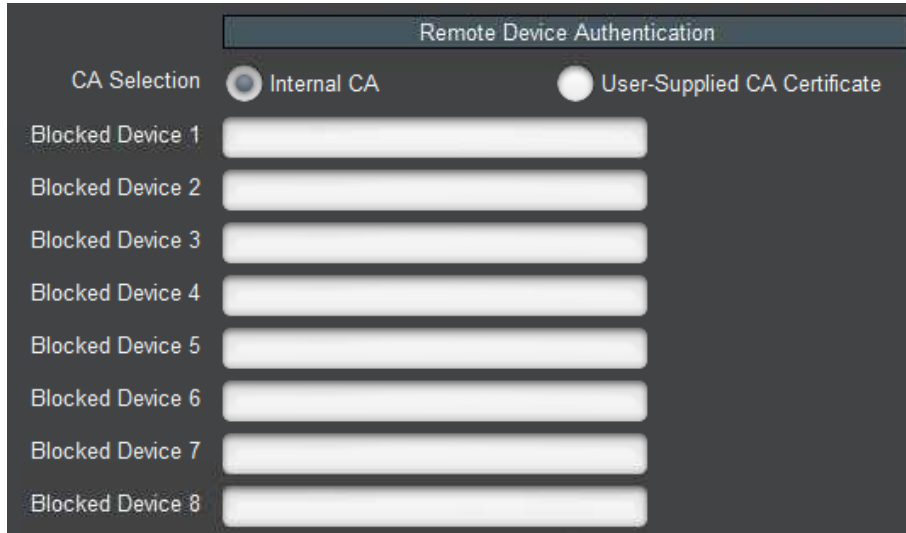 Remote Device Authentication
CA Selection Internal CA User-Supplied CA Certificate
Blocked Device 1
Blocked Device 2
Blocked Device 3
Blocked Device 4
Blocked Device 5
Blocked Device 6
Blocked Device 7
Blocked Device 8